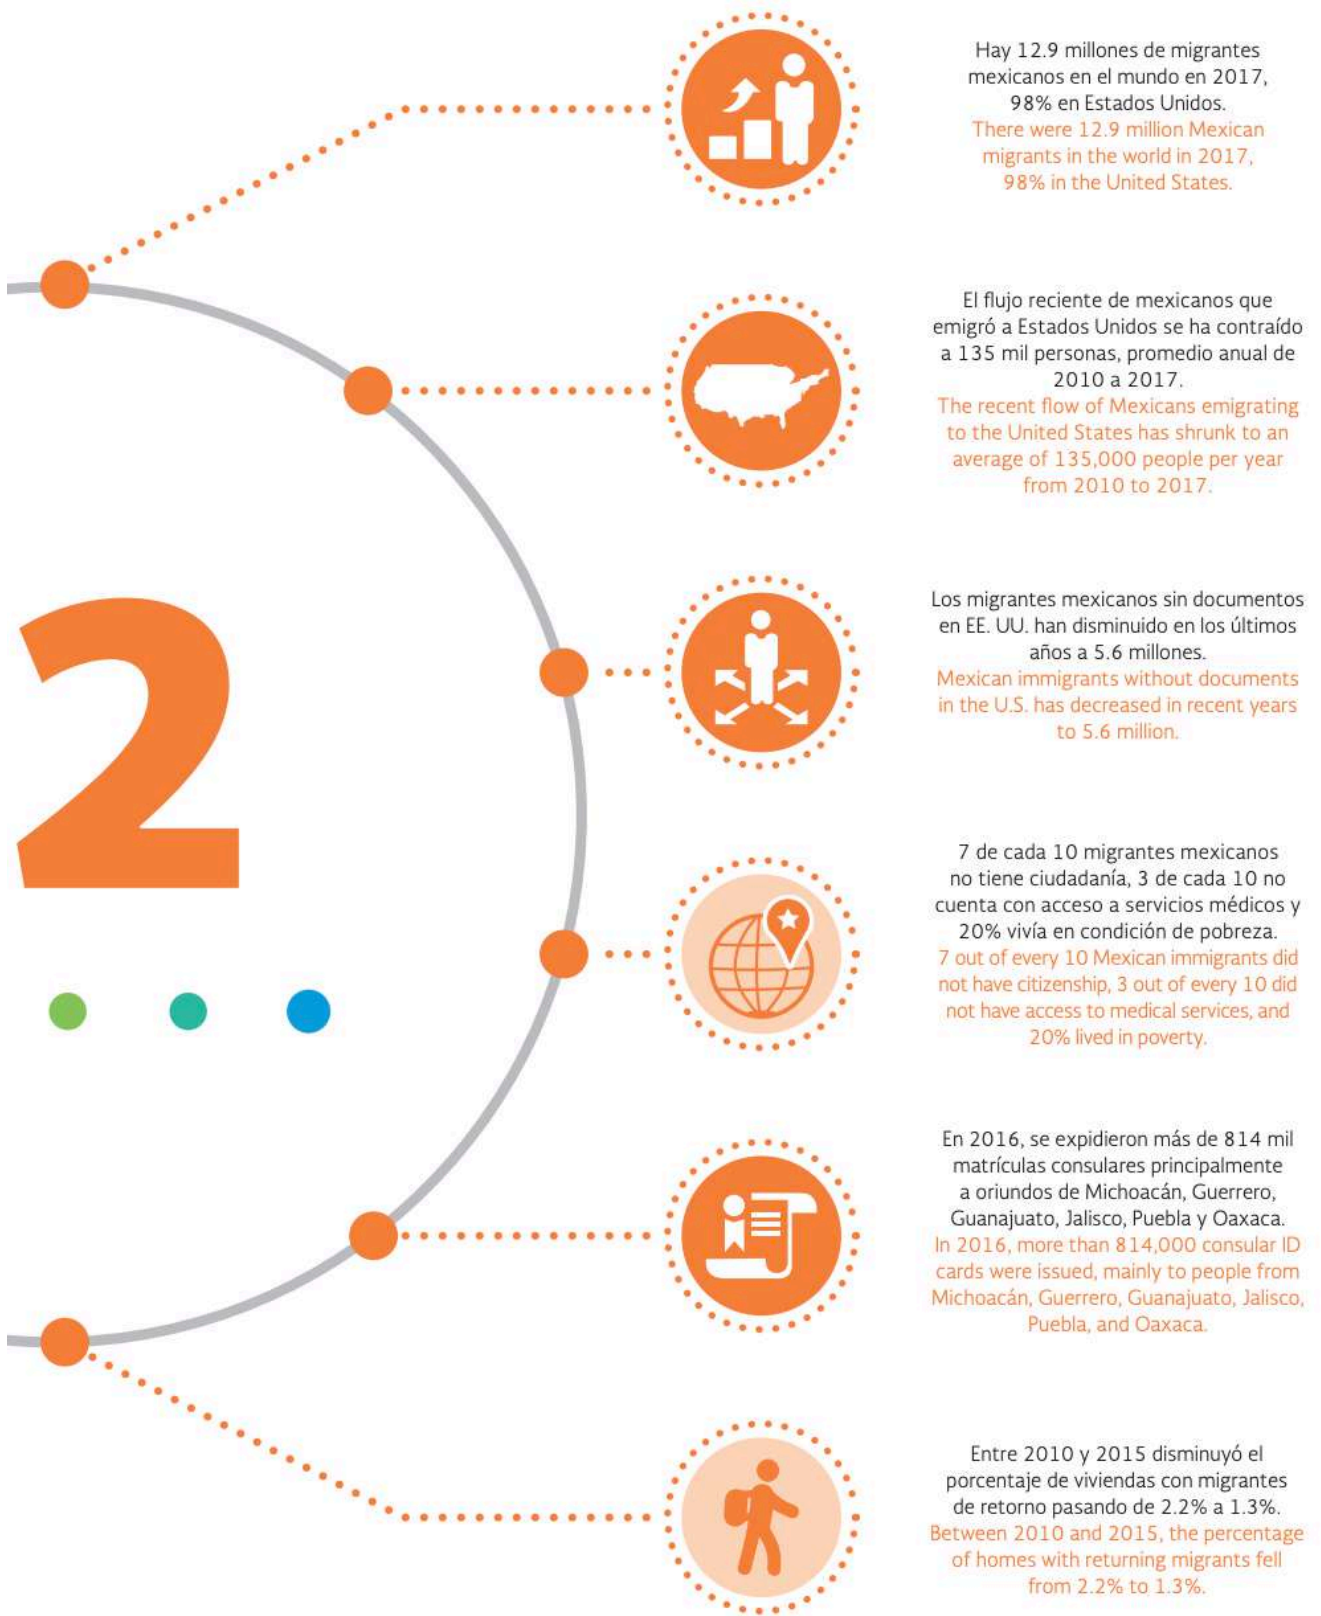 Hay 12.9 millones de migrantes
mexicanos en el mundo en 2017,
98% en Estados Unidos.
There were 12.9 million Mexican
migrants in the world in 2017,
98% in the United States.
El flujo reciente de mexicanos que
emigró a Estados Unidos se ha contraído
a 135 mil personas, promedio anual de
2010 a 2017.
The recent flow of Mexicans emigrating
to the United States has shrunk to an
average of 135,000 people per year
from 2010 to 2017.
2
Los migrantes mexicanos sin documentos
en EE. UU. han disminuido en los últimos
años a 5.6 millones.
Mexican immigrants without documents
in the U.S. has decreased in recent years
to 5.6 million.
7 de cada 10 migrantes mexicanos
no tiene ciudadanía, 3 de cada 10 no
cuenta con acceso a servicios médicos y
20% vivía en condición de pobreza.
7 out of every 10 Mexican immigrants did
not have citizenship, 3 out of every 10 did
not have access to medical services, and
20% lived in poverty.
En 2016, se expidieron más de 814 mil
matrículas consulares principalmente
a oriundos de Michoacán, Guerrero,
Guanajuato, Jalisco, Puebla y Oaxaca.
In 2016, more than 814,000 consular ID
cards were issued, mainly to people from
Michoacán, Guerrero, Guanajuato, Jalisco,
Puebla, and Oaxaca.
Entre 2010 y 2015 disminuyó el
porcentaje de viviendas con migrantes
de retorno pasando de 2.2% a 1.3%.
Between 2010 and 2015, the percentage
of homes with returning migrants fell
from 2.2% to 1.3%.